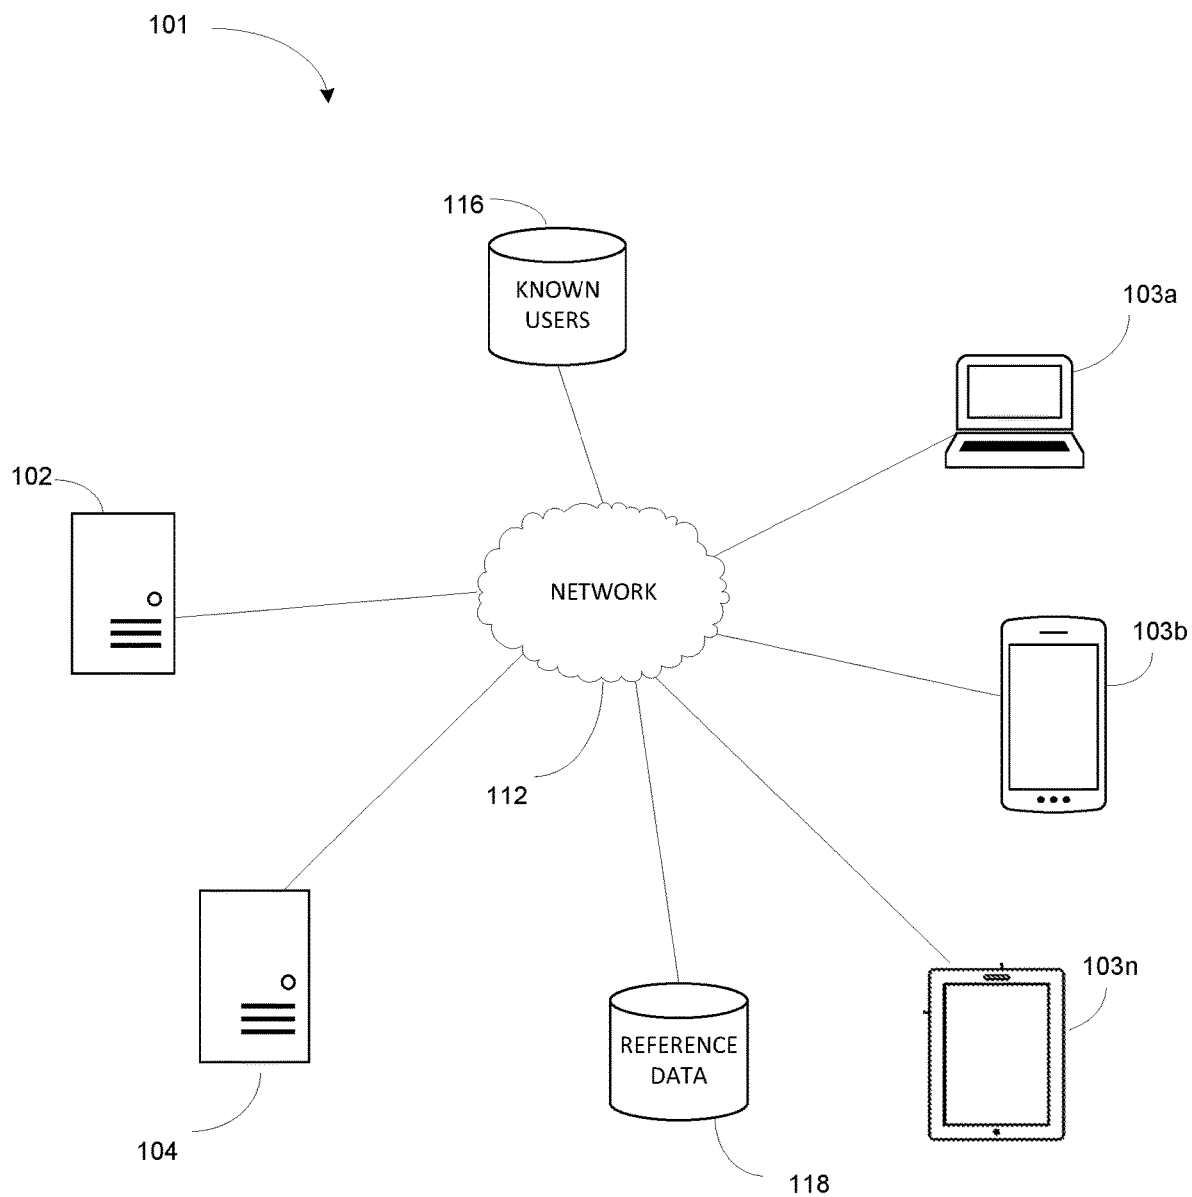 101
116
KNOWN
USERS
103a
102
NETWORK
103b
112
103n
REFERENCE
DATA
104
118